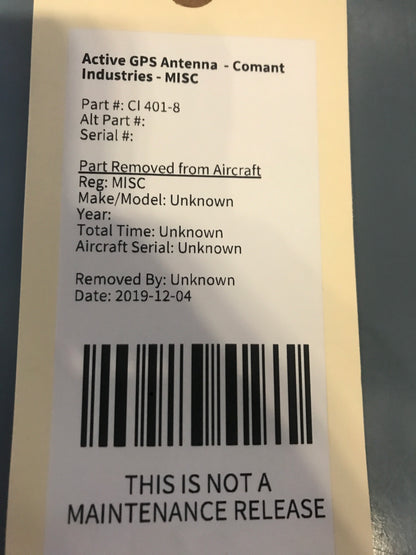 Active GPS Antenna - Comant
Industries - MISC
Part #: CI 401-8
Alt Part #:
Serial #:
Part Removed from Aircraft
Reg: MISC
Make/Model: Unknown
Year:
Total Time: Unknown
Aircraft Serial: Unknown
Removed By: Unknown
Date: 2019-12-04
THIS IS NOT A
MAINTENANCE RELEASE